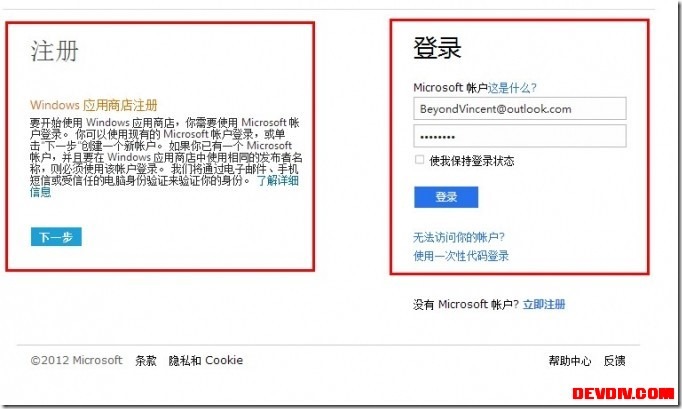 注册
Windows 应用商店注册
要开始使用 Windows 应用商店，你需要使用 Microsoft 帐
户登录。 你可以使用现有的 Microsoft 帐户登录，或单
击"下一步"创建一个新帐户。 如果你已有一个 Microsoft
帐户，并且要在 Windows 应用商店中使用相同的发布者名
称，则必须使用该帐户登录。 我们将通过电子邮件、手机
短信或受信任的电脑身份验证来验证你的身份。 了解详细
信息
下一步
登录
Microsoft 帐户这是什么?
BeyondVincent@outlook.com
••••••••
使我保持登录状态
登录
无法访问你的帐户?
使用一次性代码登录
没有 Microsoft 帐户? 立即注册
©2012 Microsoft 条款 隐私和 Cookie 帮助中心 反馈
DEVDIV.COM